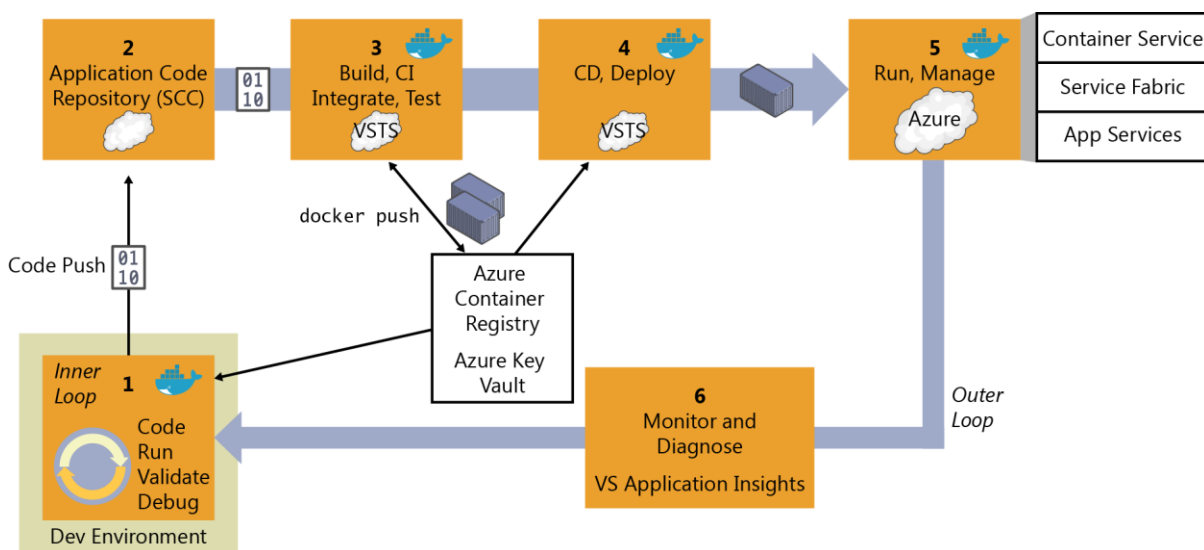 2
Application Code
Repository (SCC)
01
10
3
Build, CI
Integrate, Test
VSTS
4
CD, Deploy
VSTS
5
Run, Manage
Azure
Container Service
Service Fabric
App Services
docker push
Code Push
01
10
Azure
Container
Registry
Azure Key
Vault
Inner
Loop
1
Code
Run
Validate
Debug
Dev Environment
6
Monitor and
Diagnose
VS Application Insights
Outer
Loop